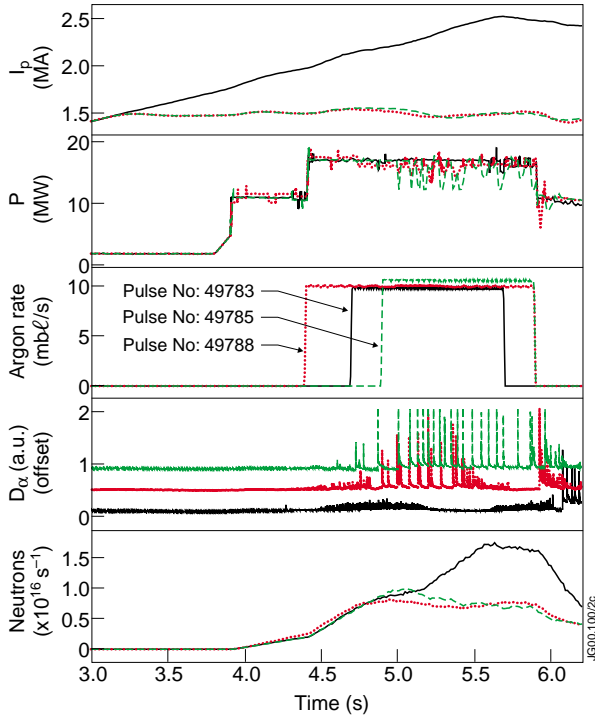 2.5
2.0
1.5
Ip
(MA)
20
10
0
P
(MW)
10
5
0
Argon rate
(mbℓ/s)
Pulse No: 49783
Pulse No: 49785
Pulse No: 49788
2
1
0
Dα (a.u.)
(offset)
1.5
1.0
0.5
0
Neutrons
(x10¹⁶ s⁻¹)
3.0 3.5 4.0 4.5 5.0 5.5 6.0
Time (s)
JG00.100/2c